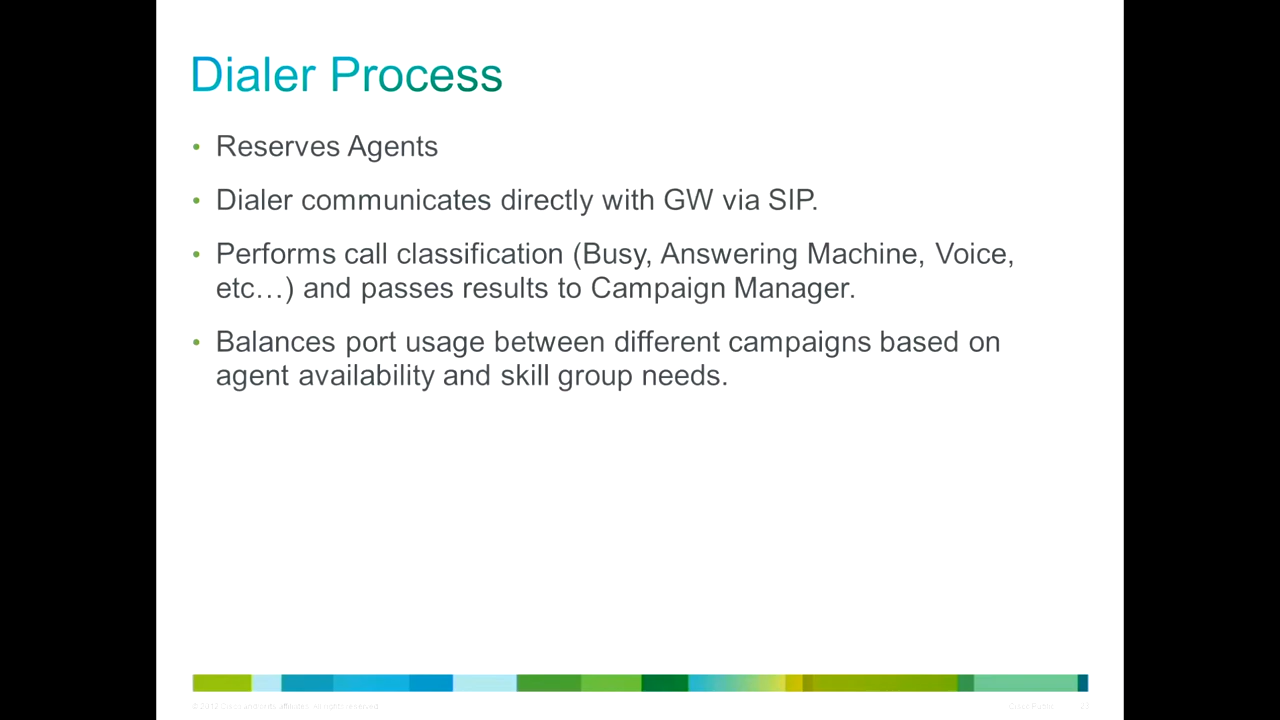 Dialer Process
• Reserves Agents
• Dialer communicates directly with GW via SIP.
• Performs call classification (Busy, Answering Machine, Voice,
etc…) and passes results to Campaign Manager.
• Balances port usage between different campaigns based on
agent availability and skill group needs.